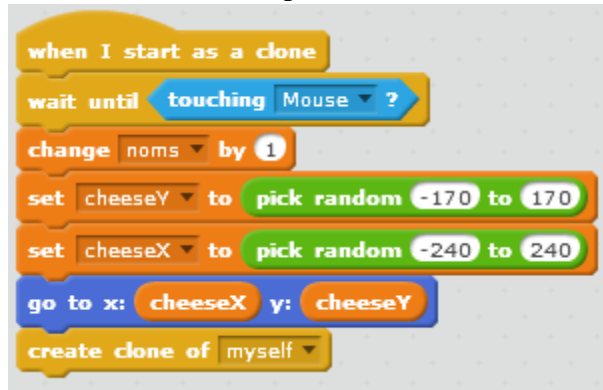 when I start as a clone
wait until touching Mouse ?
change noms by 1
set cheeseY to pick random -170 to 170
set cheeseX to pick random -240 to 240
go to x: cheeseX y: cheeseY
create clone of myself